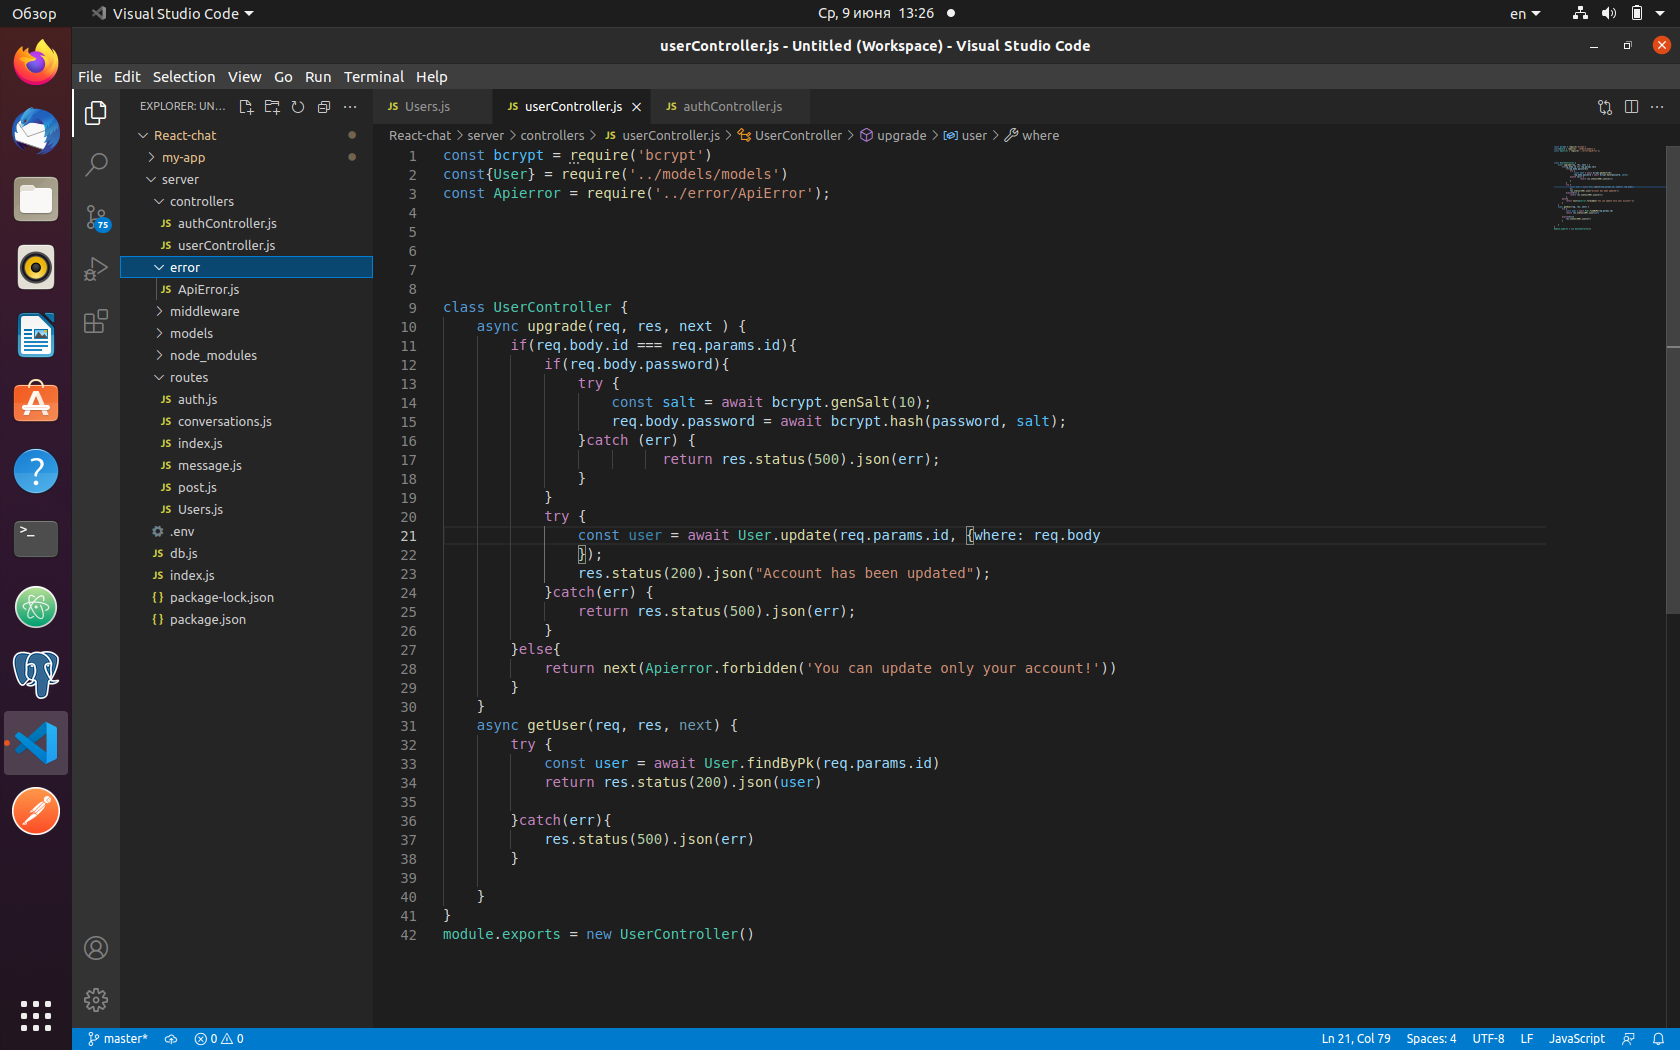 Обзор
Visual Studio Code
Ср, 9 июня 13:26
en
userController.js - Untitled (Workspace) - Visual Studio Code
File Edit Selection View Go Run Terminal Help
EXPLORER: UN...
React-chat
my-app
server
controllers
JS authController.js
JS userController.js
error
JS ApiError.js
middleware
models
node_modules
routes
JS auth.js
JS conversations.js
JS index.js
JS message.js
JS post.js
JS Users.js
.env
JS db.js
JS index.js
{} package-lock.json
{} package.json
75
JS Users.js
JS userController.js
JS authController.js
React-chat > server > controllers > JS userController.js > UserController > upgrade > user > where
1 const bcrypt = require('bcrypt')
2 const{User} = require('../models/models')
3 const Apierror = require('../error/ApiError');
4
5
6
7
8
9 class UserController {
10 async upgrade(req, res, next ) {
11 if(req.body.id === req.params.id){
12 if(req.body.password){
13 try {
14 const salt = await bcrypt.genSalt(10);
15 req.body.password = await bcrypt.hash(password, salt);
16 }catch (err) {
17 return res.status(500).json(err);
18 }
19 }
20 try {
21 const user = await User.update(req.params.id, {where: req.body
22 });
23 res.status(200).json("Account has been updated");
24 }catch(err) {
25 return res.status(500).json(err);
26 }
27 }else{
28 return next(Apierror.forbidden('You can update only your account!'))
29 }
30 }
31 async getUser(req, res, next) {
32 try {
33 const user = await User.findByPk(req.params.id)
34 return res.status(200).json(user)
35
36 }catch(err){
37 res.status(500).json(err)
38 }
39
40 }
41 }
42 module.exports = new UserController()
master*
0 0
Ln 21, Col 79
Spaces: 4
UTF-8
LF
JavaScript